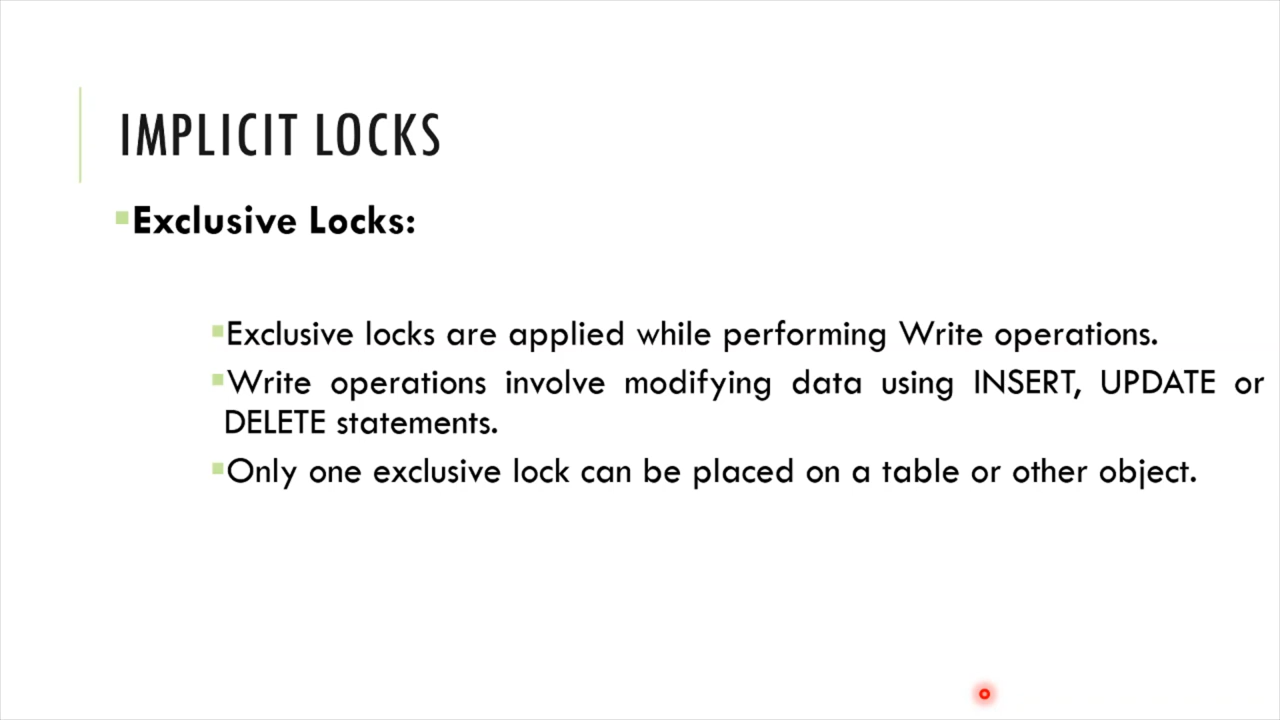 IMPLICIT LOCKS
Exclusive Locks:
Exclusive locks are applied while performing Write operations.
Write operations involve modifying data using INSERT, UPDATE or
DELETE statements.
Only one exclusive lock can be placed on a table or other object.